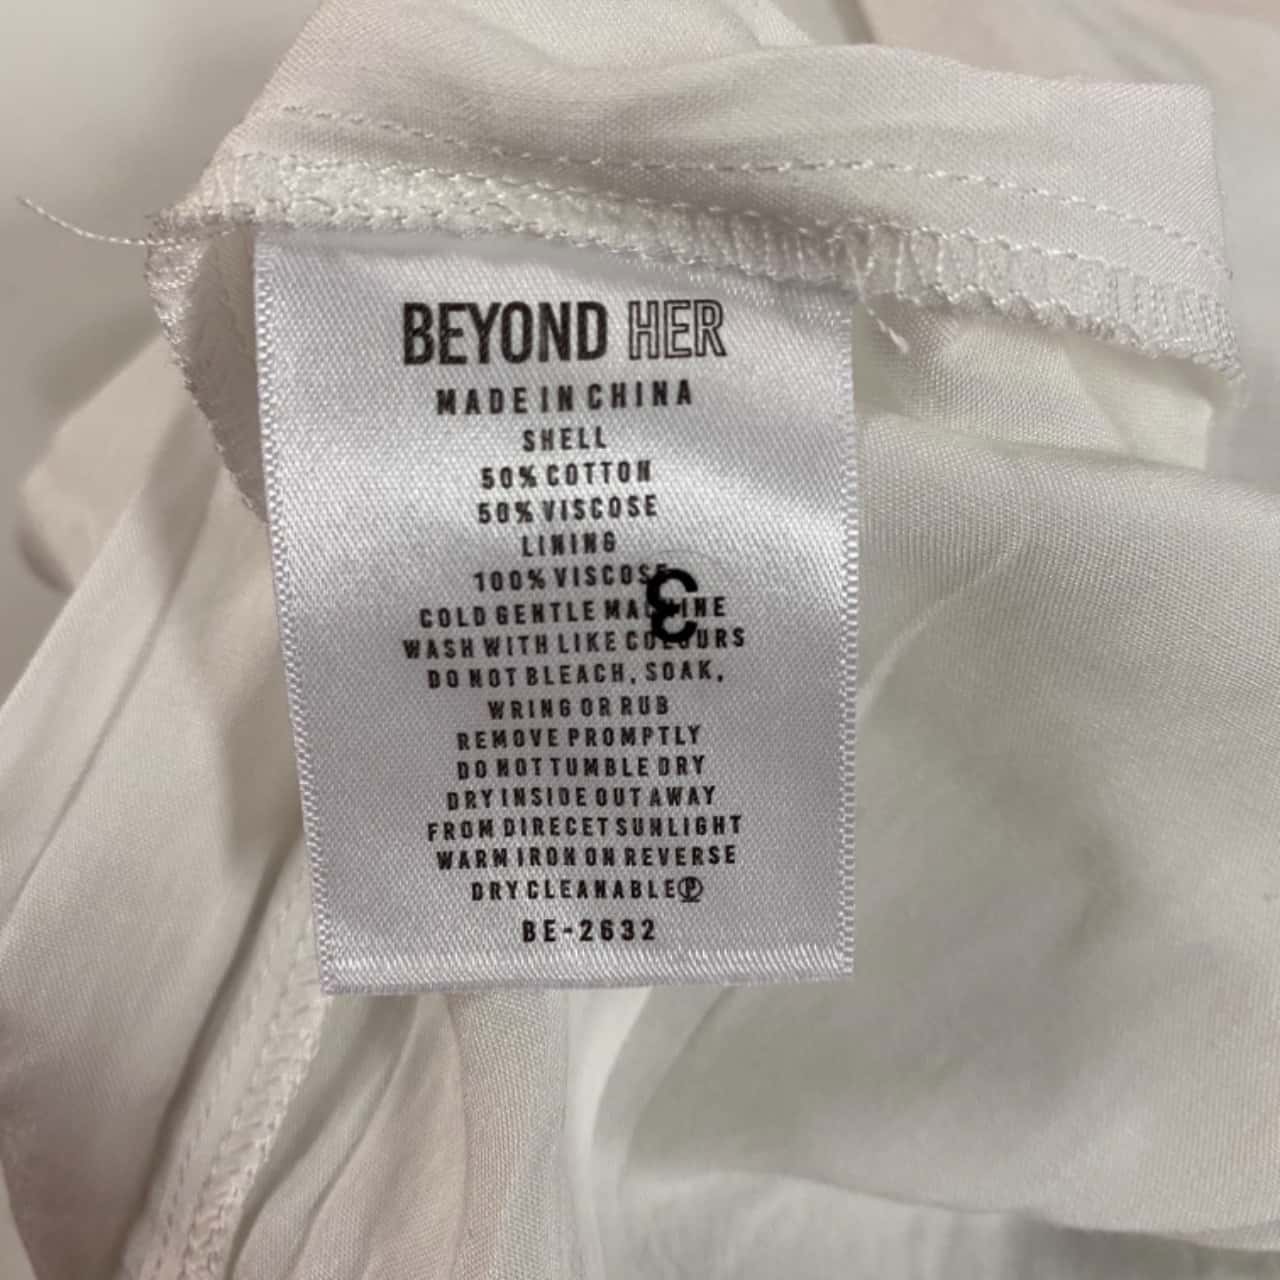 BEYOND HER
MADE IN CHINA
SHELL
50% COTTON
50% VISCOSE
LINING
100% VISCOSE
3
COLD GENTLE MACHINE
WASH WITH LIKE COLOURS
DO NOT BLEACH, SOAK,
WRING OR RUB
REMOVE PROMPTLY
DO NOT TUMBLE DRY
DRY INSIDE OUT AWAY
FROM DIRECET SUNLIGHT
WARM IRON ON REVERSE
DRY CLEANABLE Ⓟ
BE-2632